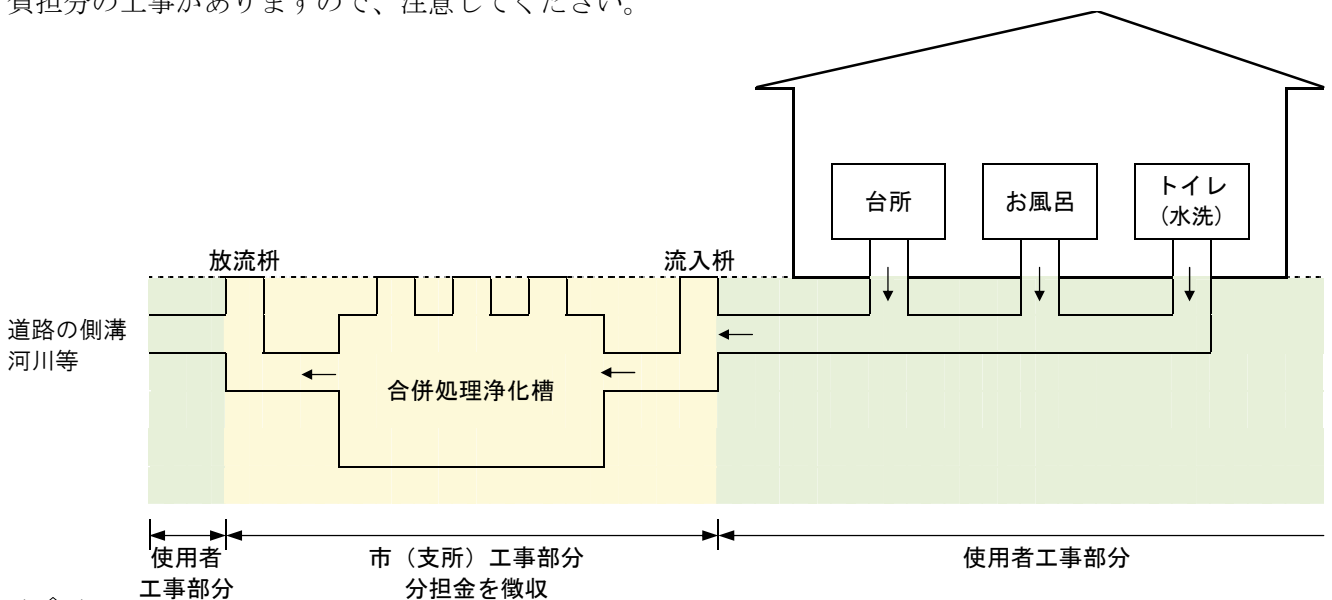 負担分の工事がありますので、注意してください。
台所
お風呂
トイレ
（水洗）
放流枡
流入枡
道路の側溝
河川等
合併処理浄化槽
使用者
工事部分
市（支所）工事部分
分担金を徴収
使用者工事部分